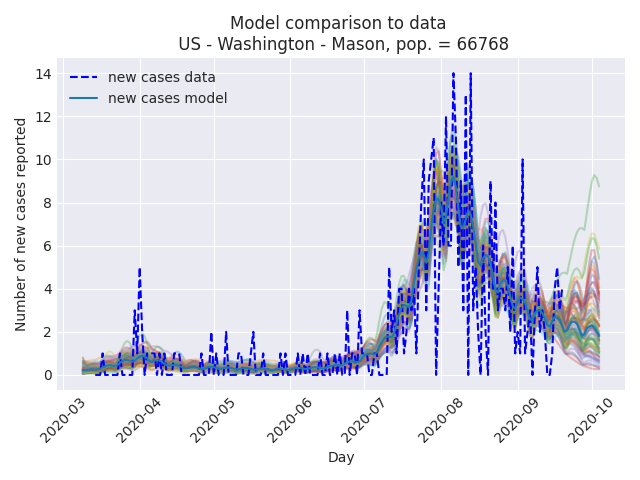 Model comparison to data
US - Washington - Mason, pop. = 66768
new cases data
new cases model
Number of new cases reported
14
12
10
8
6
4
2
0
2020-03
2020-04
2020-05
2020-06
2020-07
2020-08
2020-09
2020-10
Day